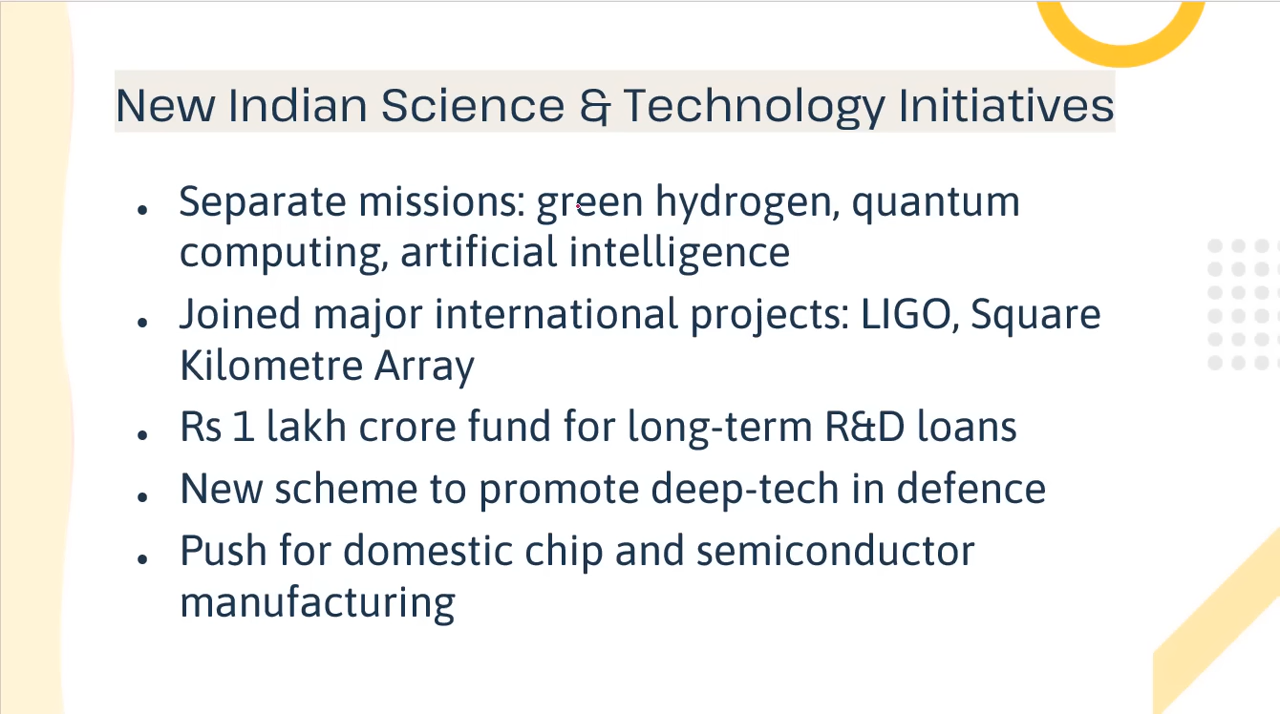 New Indian Science & Technology Initiatives
• Separate missions: green hydrogen, quantum
computing, artificial intelligence
• Joined major international projects: LIGO, Square
Kilometre Array
• Rs 1 lakh crore fund for long-term R&D loans
• New scheme to promote deep-tech in defence
• Push for domestic chip and semiconductor
manufacturing